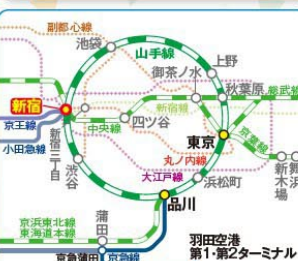 副都心線
池袋
山手線
御茶ノ水
上野
秋葉原
総武
新宿
新宿線
京王線
中央線
四ツ谷
東京
京葉線
小田急線
新宿三丁目
丸ノ内線
大江戸線
渋谷
浜松町
新木場
舞浜
品川
京浜東北線
東海道本線
蒲田
京急蒲田
京急線
羽田空港
第1・第2ターミナル